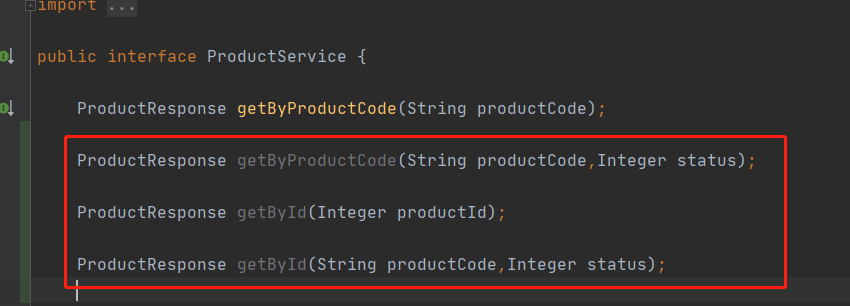 import ...
public interface ProductService {
ProductResponse getByProductCode(String productCode);
ProductResponse getByProductCode(String productCode,Integer status);
ProductResponse getById(Integer productId);
ProductResponse getById(String productCode,Integer status);